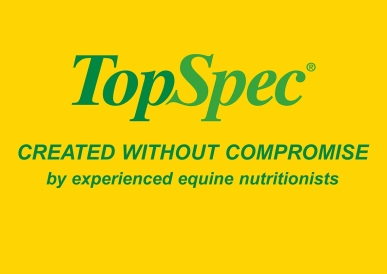 TopSpec®
CREATED WITHOUT COMPROMISE
by experienced equine nutritionists